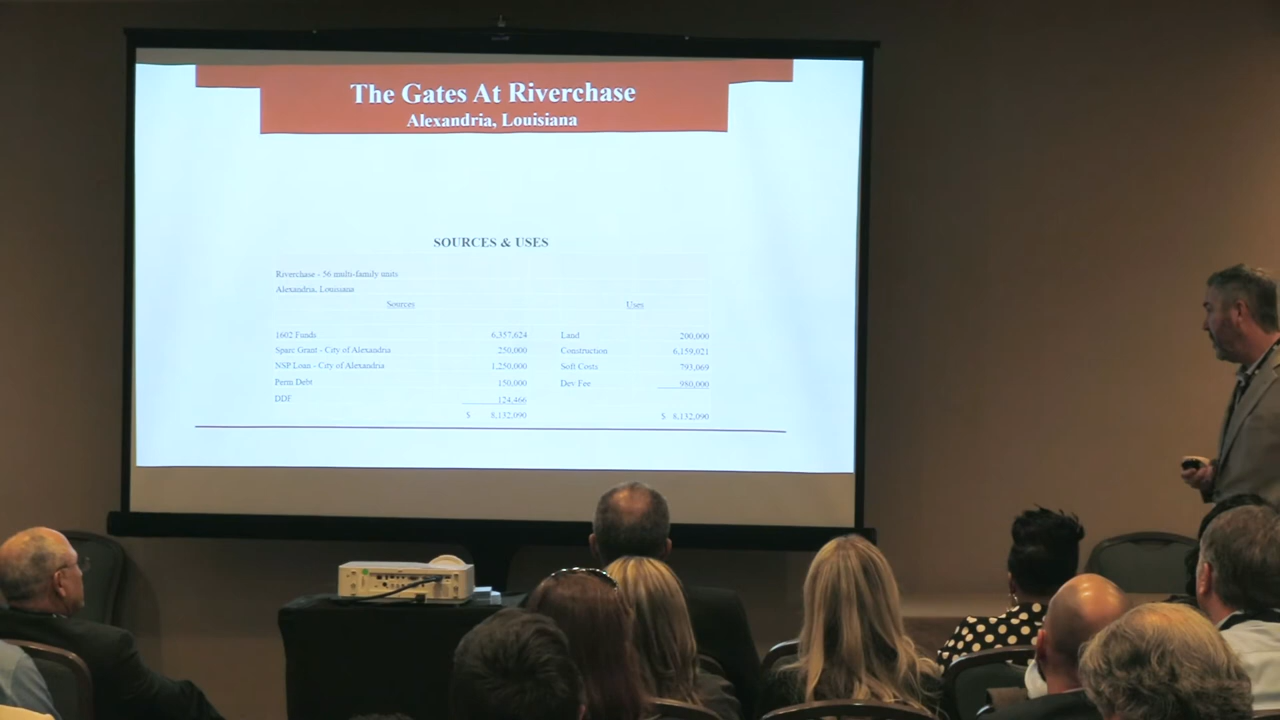 The Gates At Riverchase
Alexandria, Louisiana
SOURCES & USES
Riverchase - 56 multi-family units
Alexandria, Louisiana
Sources Uses
1602 Funds 6,357,624 Land 200,000
Sparc Grant - City of Alexandria 250,000 Construction 6,159,021
NSP Loan - City of Alexandria 1,250,000 Soft Costs 793,069
Perm Debt 150,000 Dev Fee 980,000
DDF 124,466
$ 8,132,090 $ 8,132,090